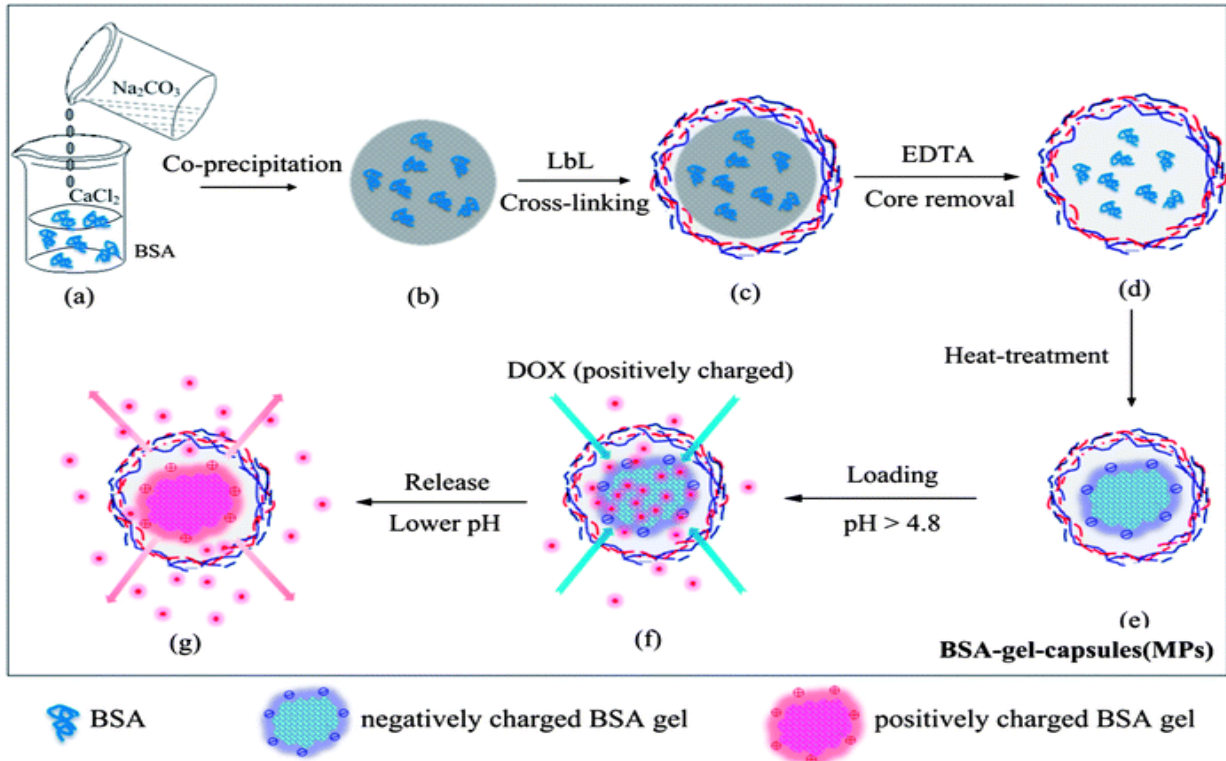 Na₂CO₃
CaCl₂
BSA
(a)
Co-precipitation
(b)
LbL
Cross-linking
(c)
EDTA
Core removal
(d)
Heat-treatment
DOX (positively charged)
Release
Lower pH
Loading
pH > 4.8
(g)
(f)
(e)
BSA-gel-capsules(MPs)
BSA
negatively charged BSA gel
positively charged BSA gel